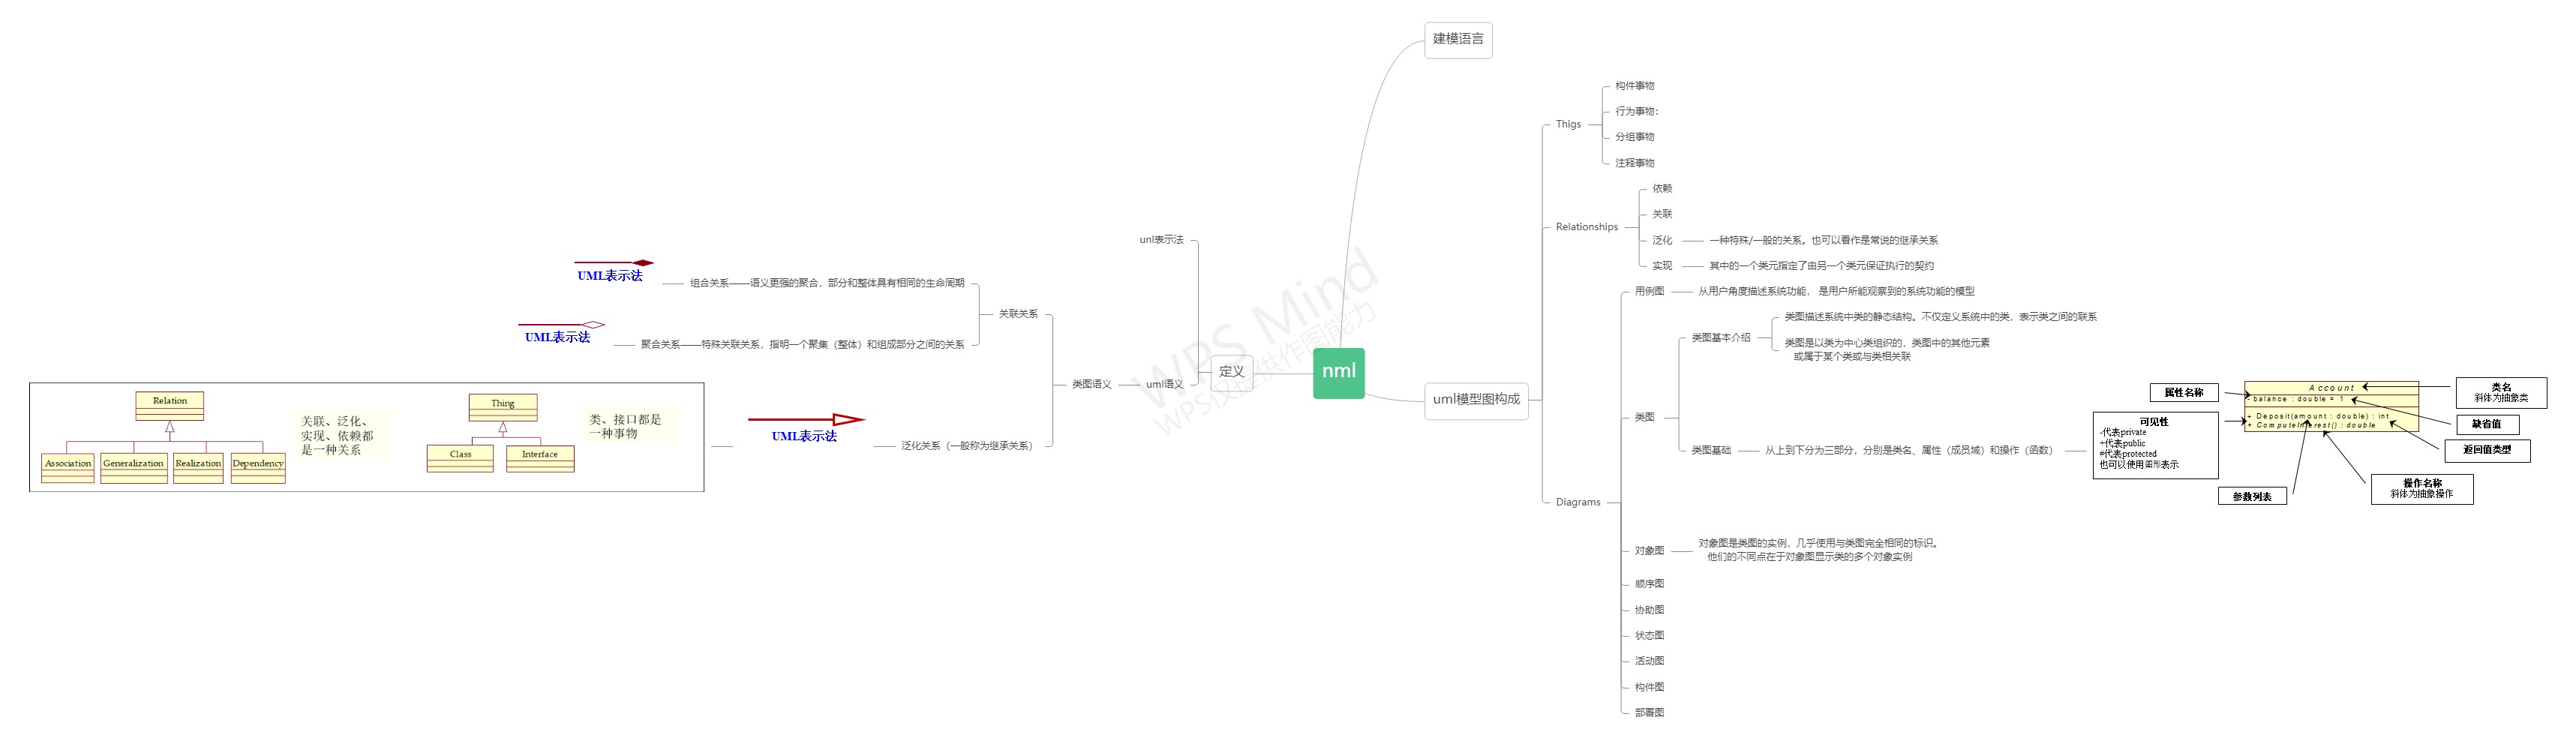 建模语言
nml
uml模型图构成
Thigs
构件事物
行为事物：
分组事物
注释事物
Relationships
依赖
关联
泛化
一种特殊/一般的关系。也可以看作是常说的继承关系
实现
其中的一个类元指定了由另一个类元保证执行的契约
Diagrams
用例图
从用户角度描述系统功能， 是用户所能观察到的系统功能的模型
类图
类图基本介绍
类图描述系统中类的静态结构。不仅定义系统中的类，表示类之间的联系
类图是以类为中心类组织的，类图中的其他元素
或属于某个类或与类相关联
类图基础
从上到下分为三部分，分别是类名、属性（成员域）和操作（函数）
属性名称
可见性
-代表private
+代表public
#代表protected
也可以使用图形表示
参数列表
Account
- balance : double = 1
+ Deposit(amount : double) : int
+ ComputeInterest() : double
类名
斜体为抽象类
缺省值
返回值类型
操作名称
斜体为抽象操作
对象图
对象图是类图的实例，几乎使用与类图完全相同的标识。
他们的不同点在于对象图显示类的多个对象实例
顺序图
协助图
状态图
活动图
构件图
部署图
定义
unl表示法
uml语义
类图语义
关联关系
组合关系——语义更强的聚合，部分和整体具有相同的生命周期
UML表示法
聚合关系——特殊关联关系，指明一个聚集（整体）和组成部分之间的关系
UML表示法
泛化关系（一般称为继承关系）
UML表示法
Relation
Association
Generalization
Realization
Dependency
关联、泛化、
实现、依赖都
是一种关系
Thing
Class
Interface
类、接口都是
一种事物
WPS Mind
WPS仅提供作图能力